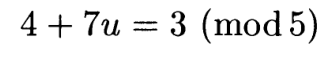 4 + 7u = 3 (mod 5)